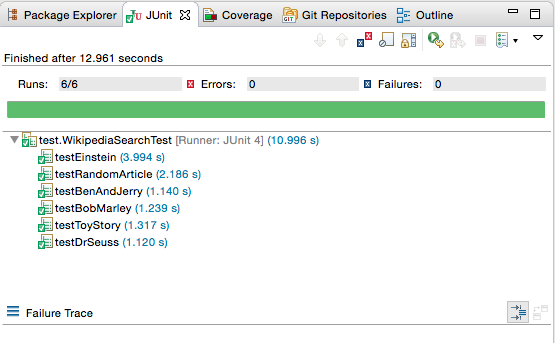 Package Explorer JUnit Coverage Git Repositories Outline
Finished after 12.961 seconds
Runs: 6/6 Errors: 0 Failures: 0
test.WikipediaSearchTest [Runner: JUnit 4] (10.996 s)
testEinstein (3.994 s)
testRandomArticle (2.186 s)
testBenAndJerry (1.140 s)
testBobMarley (1.239 s)
testToyStory (1.317 s)
testDrSeuss (1.120 s)
Failure Trace